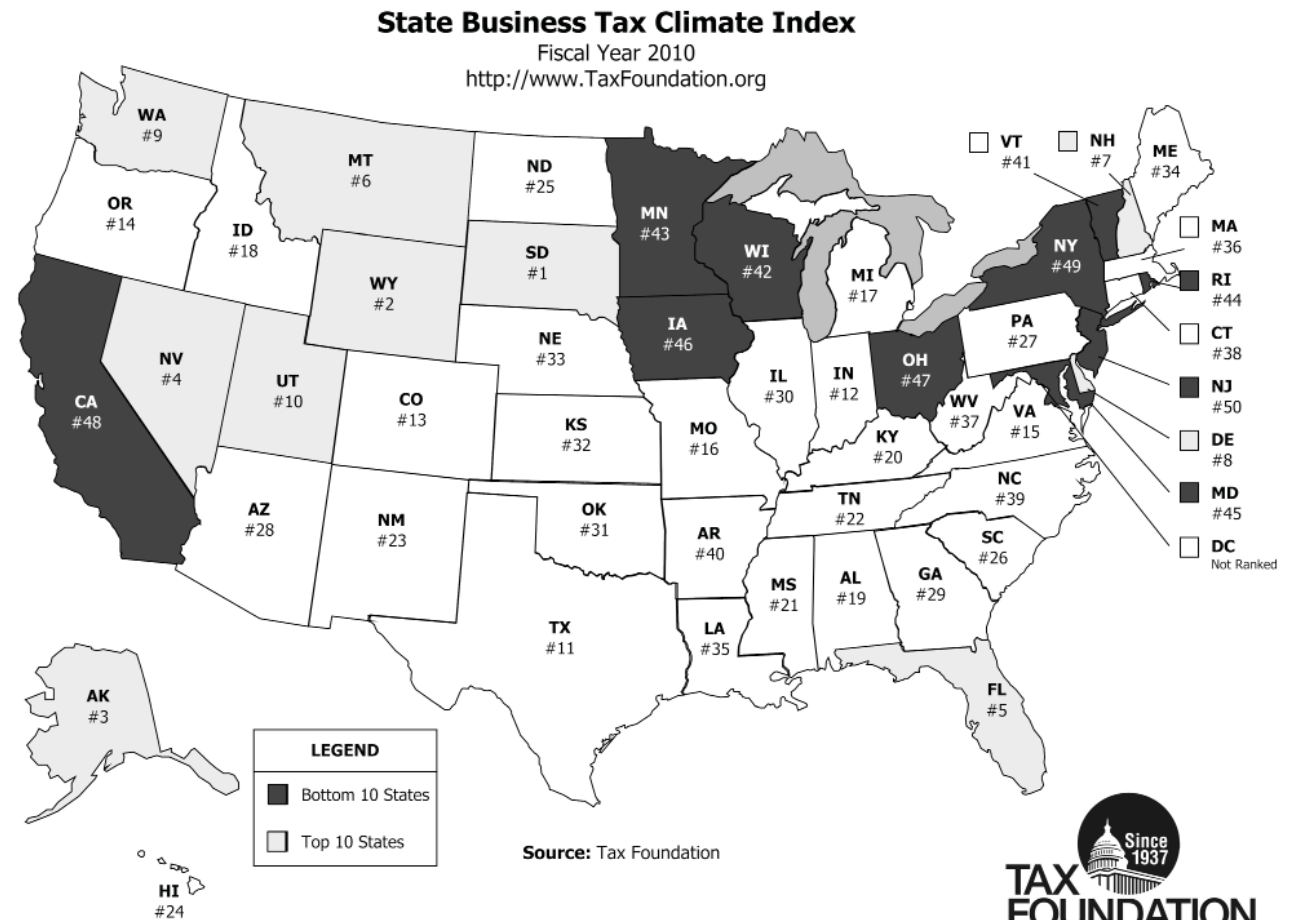 State Business Tax Climate Index
Fiscal Year 2010
http://www.TaxFoundation.org
WA
#9
MT
#6
ND
#25
MN
#43
VT
#41
NH
#7
ME
#34
OR
#14
ID
#18
SD
#1
WI
#42
MI
#17
NY
#49
MA
#36
RI
#44
WY
#2
NE
#33
IA
#46
PA
#27
CT
#38
NV
#4
UT
#10
CO
#13
IL
#30
IN
#12
OH
#47
NJ
#50
CA
#48
KS
#32
MO
#16
KY
#20
WV
#37
VA
#15
DE
#8
MD
#45
AZ
#28
NM
#23
OK
#31
AR
#40
TN
#22
NC
#39
SC
#26
DC
Not Ranked
TX
#11
LA
#35
MS
#21
AL
#19
GA
#29
FL
#5
AK
#3
HI
#24
LEGEND
Bottom 10 States
Top 10 States
Source: Tax Foundation
Since
1937
TAX
FOUNDATION